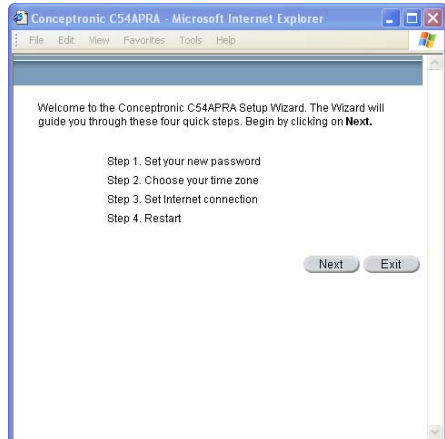 Conceptronic C54APRA - Microsoft Internet Explorer
File Edit View Favorites Tools Help
Welcome to the Conceptronic C54APRA Setup Wizard. The Wizard will
guide you through these four quick steps. Begin by clicking on Next.
Step 1. Set your new password
Step 2. Choose your time zone
Step 3. Set Internet connection
Step 4. Restart
Next Exit